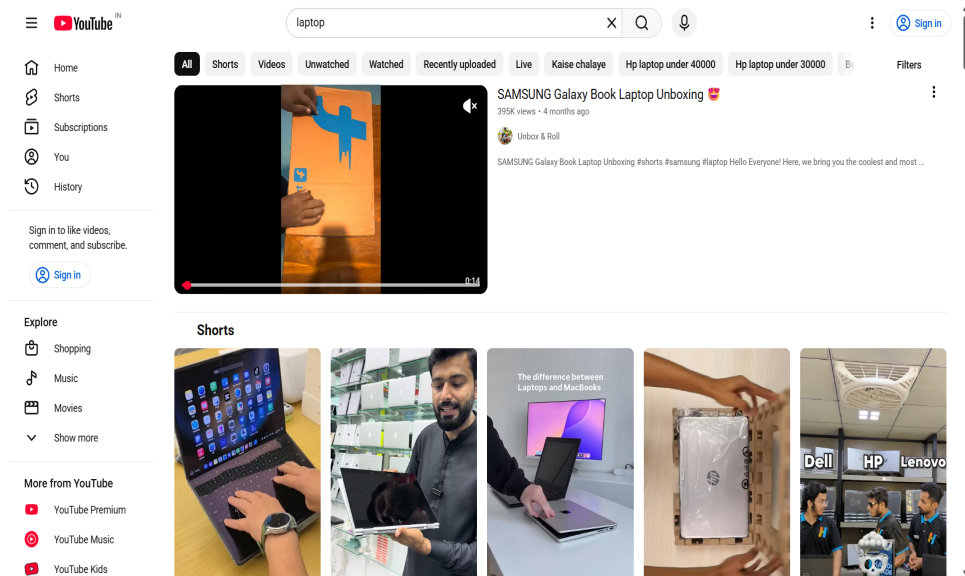 YouTube IN
laptop
Sign in
Home
Shorts
Subscriptions
You
History
Sign in to like videos,
comment, and subscribe.
Sign in
Explore
Shopping
Music
Movies
Show more
More from YouTube
YouTube Premium
YouTube Music
YouTube Kids
All
Shorts
Videos
Unwatched
Watched
Recently uploaded
Live
Kaise chalaye
Hp laptop under 40000
Hp laptop under 30000
Filters
0:14
SAMSUNG Galaxy Book Laptop Unboxing 😍
395K views • 4 months ago
Unbox & Roll
SAMSUNG Galaxy Book Laptop Unboxing #shorts #samsung #laptop Hello Everyone! Here, we bring you the coolest and most ...
Shorts
The difference between
Laptops and MacBooks
hp
Dell
HP
Lenovo